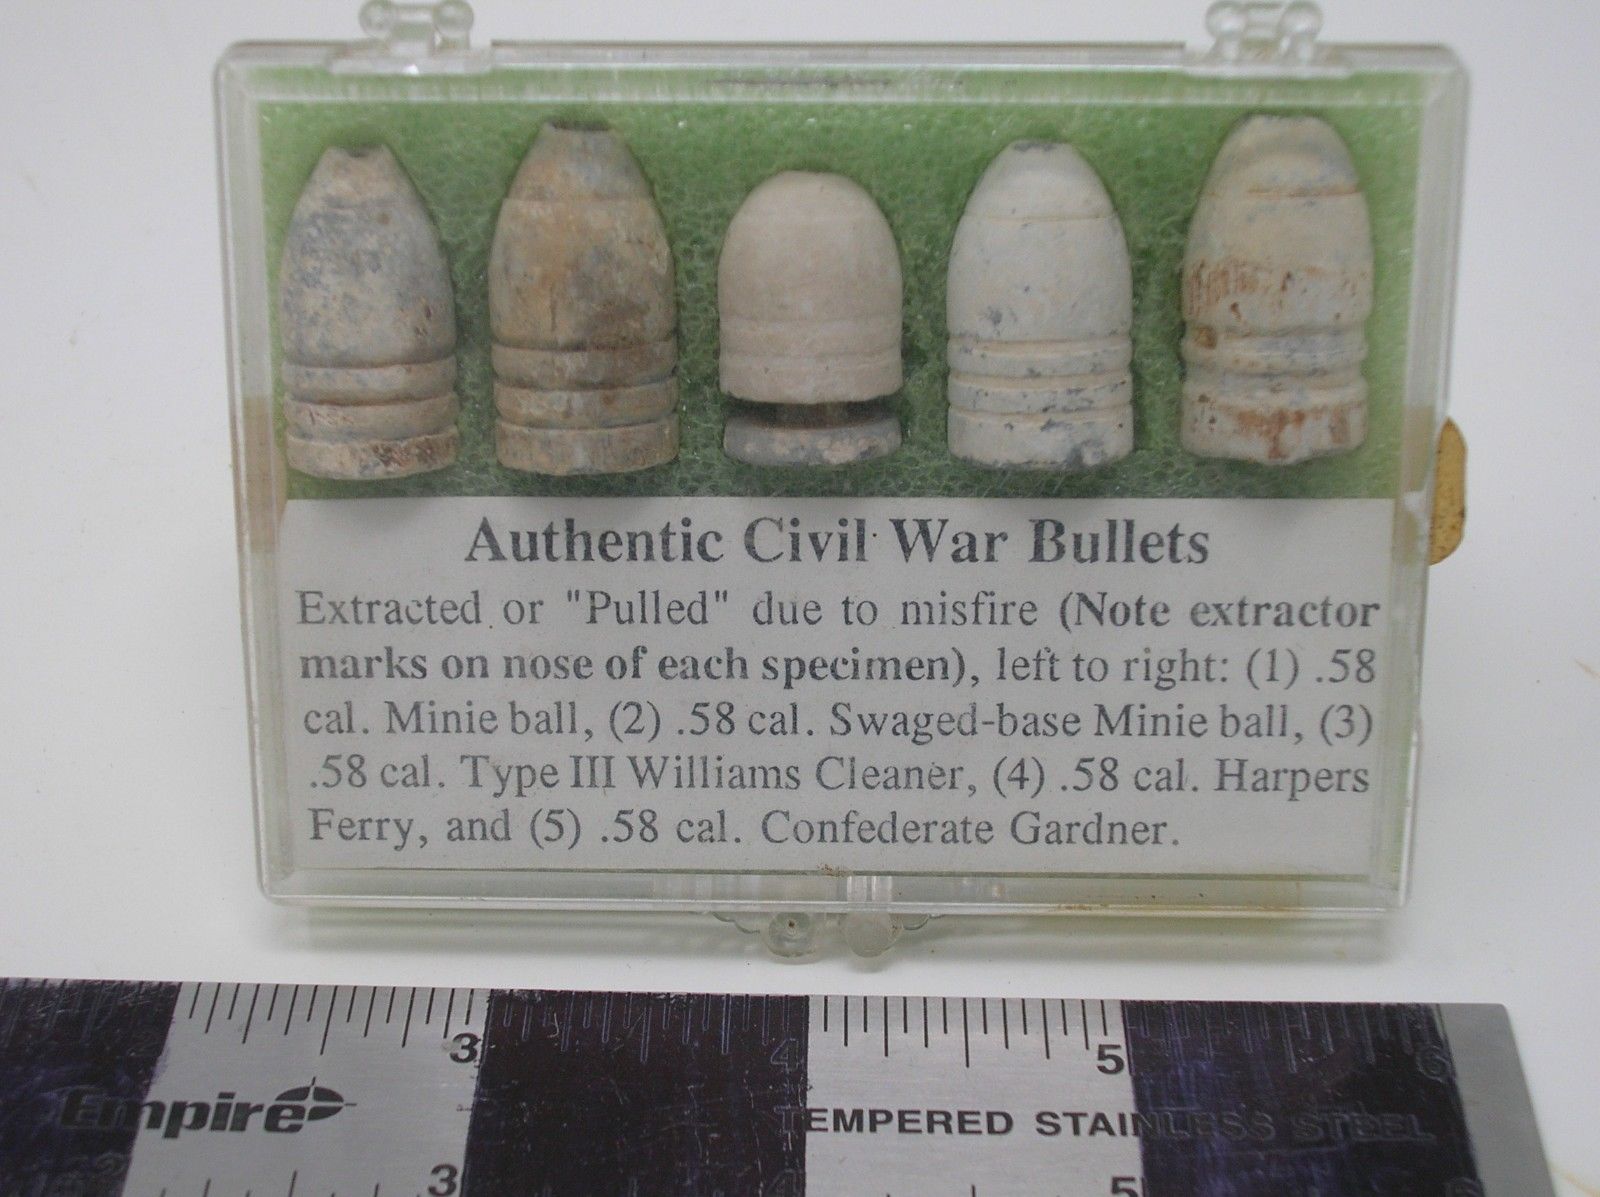 Authentic Civil War Bullets
Extracted or "Pulled" due to misfire (Note extractor
marks on nose of each specimen), left to right: (1) .58
cal. Minie ball, (2) .58 cal. Swaged-base Minie ball, (3)
.58 cal. Type III Williams Cleaner, (4) .58 cal. Harpers
Ferry, and (5) .58 cal. Confederate Gardner.
3 4 5 6
Empire TEMPERED STAINLESS STEEL
3 4 5